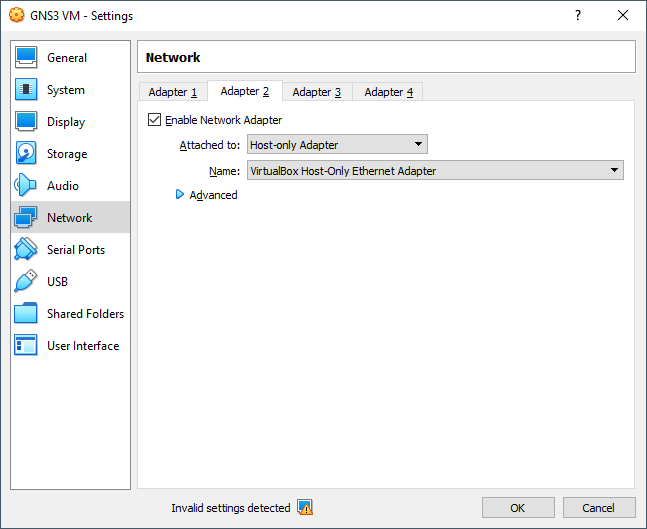 GNS3 VM - Settings
?
General
System
Display
Storage
Audio
Network
Serial Ports
USB
Shared Folders
User Interface
Network
Adapter 1 Adapter 2 Adapter 3 Adapter 4
Enable Network Adapter
Attached to: Host-only Adapter
Name: VirtualBox Host-Only Ethernet Adapter
Advanced
Invalid settings detected
OK Cancel